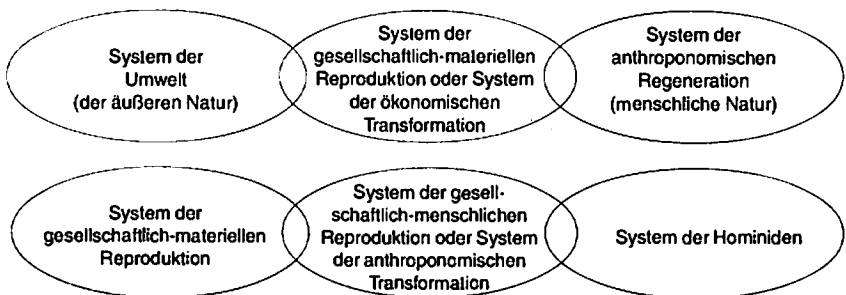 System der
Umwelt
(der äußeren Natur)
System der
gesellschaftlich-materiellen
Reproduktion oder System
der ökonomischen
Transformation
System der
anthroponomischen
Regeneration
(menschliche Natur)
System der
gesellschaftlich-materiellen
Reproduktion
System der gesell-
schaftlich-menschlichen
Reproduktion oder System
der anthroponomischen
Transformation
System der Hominiden